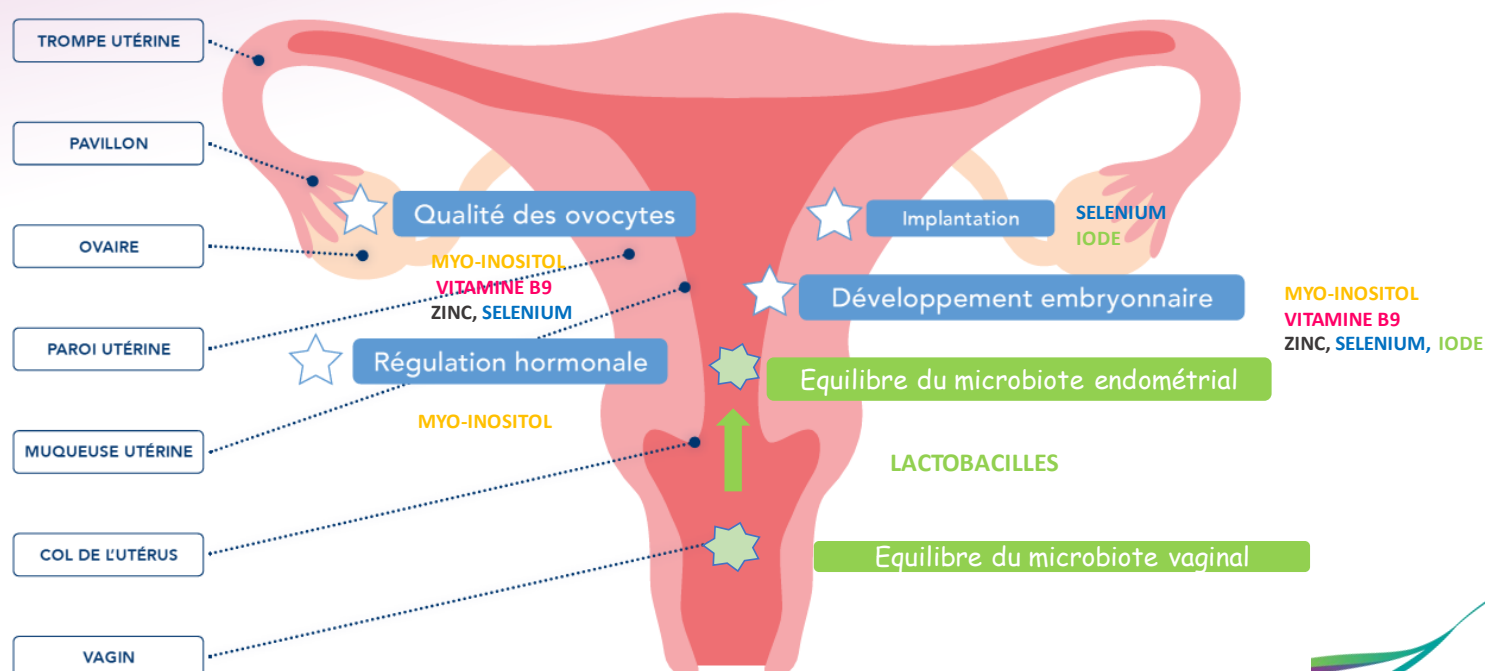 TROMPE UTÉRINE
PAVILLON
OVAIRE
PAROI UTÉRINE
MUQUEUSE UTÉRINE
COL DE L'UTÉRUS
VAGIN
Qualité des ovocytes
MYO-INOSITOL
VITAMINE B9
ZINC, SELENIUM
Régulation hormonale
MYO-INOSITOL
Implantation
SELENIUM
IODE
Développement embryonnaire
MYO-INOSITOL
VITAMINE B9
ZINC, SELENIUM, IODE
Equilibre du microbiote endométrial
LACTOBACILLES
Equilibre du microbiote vaginal